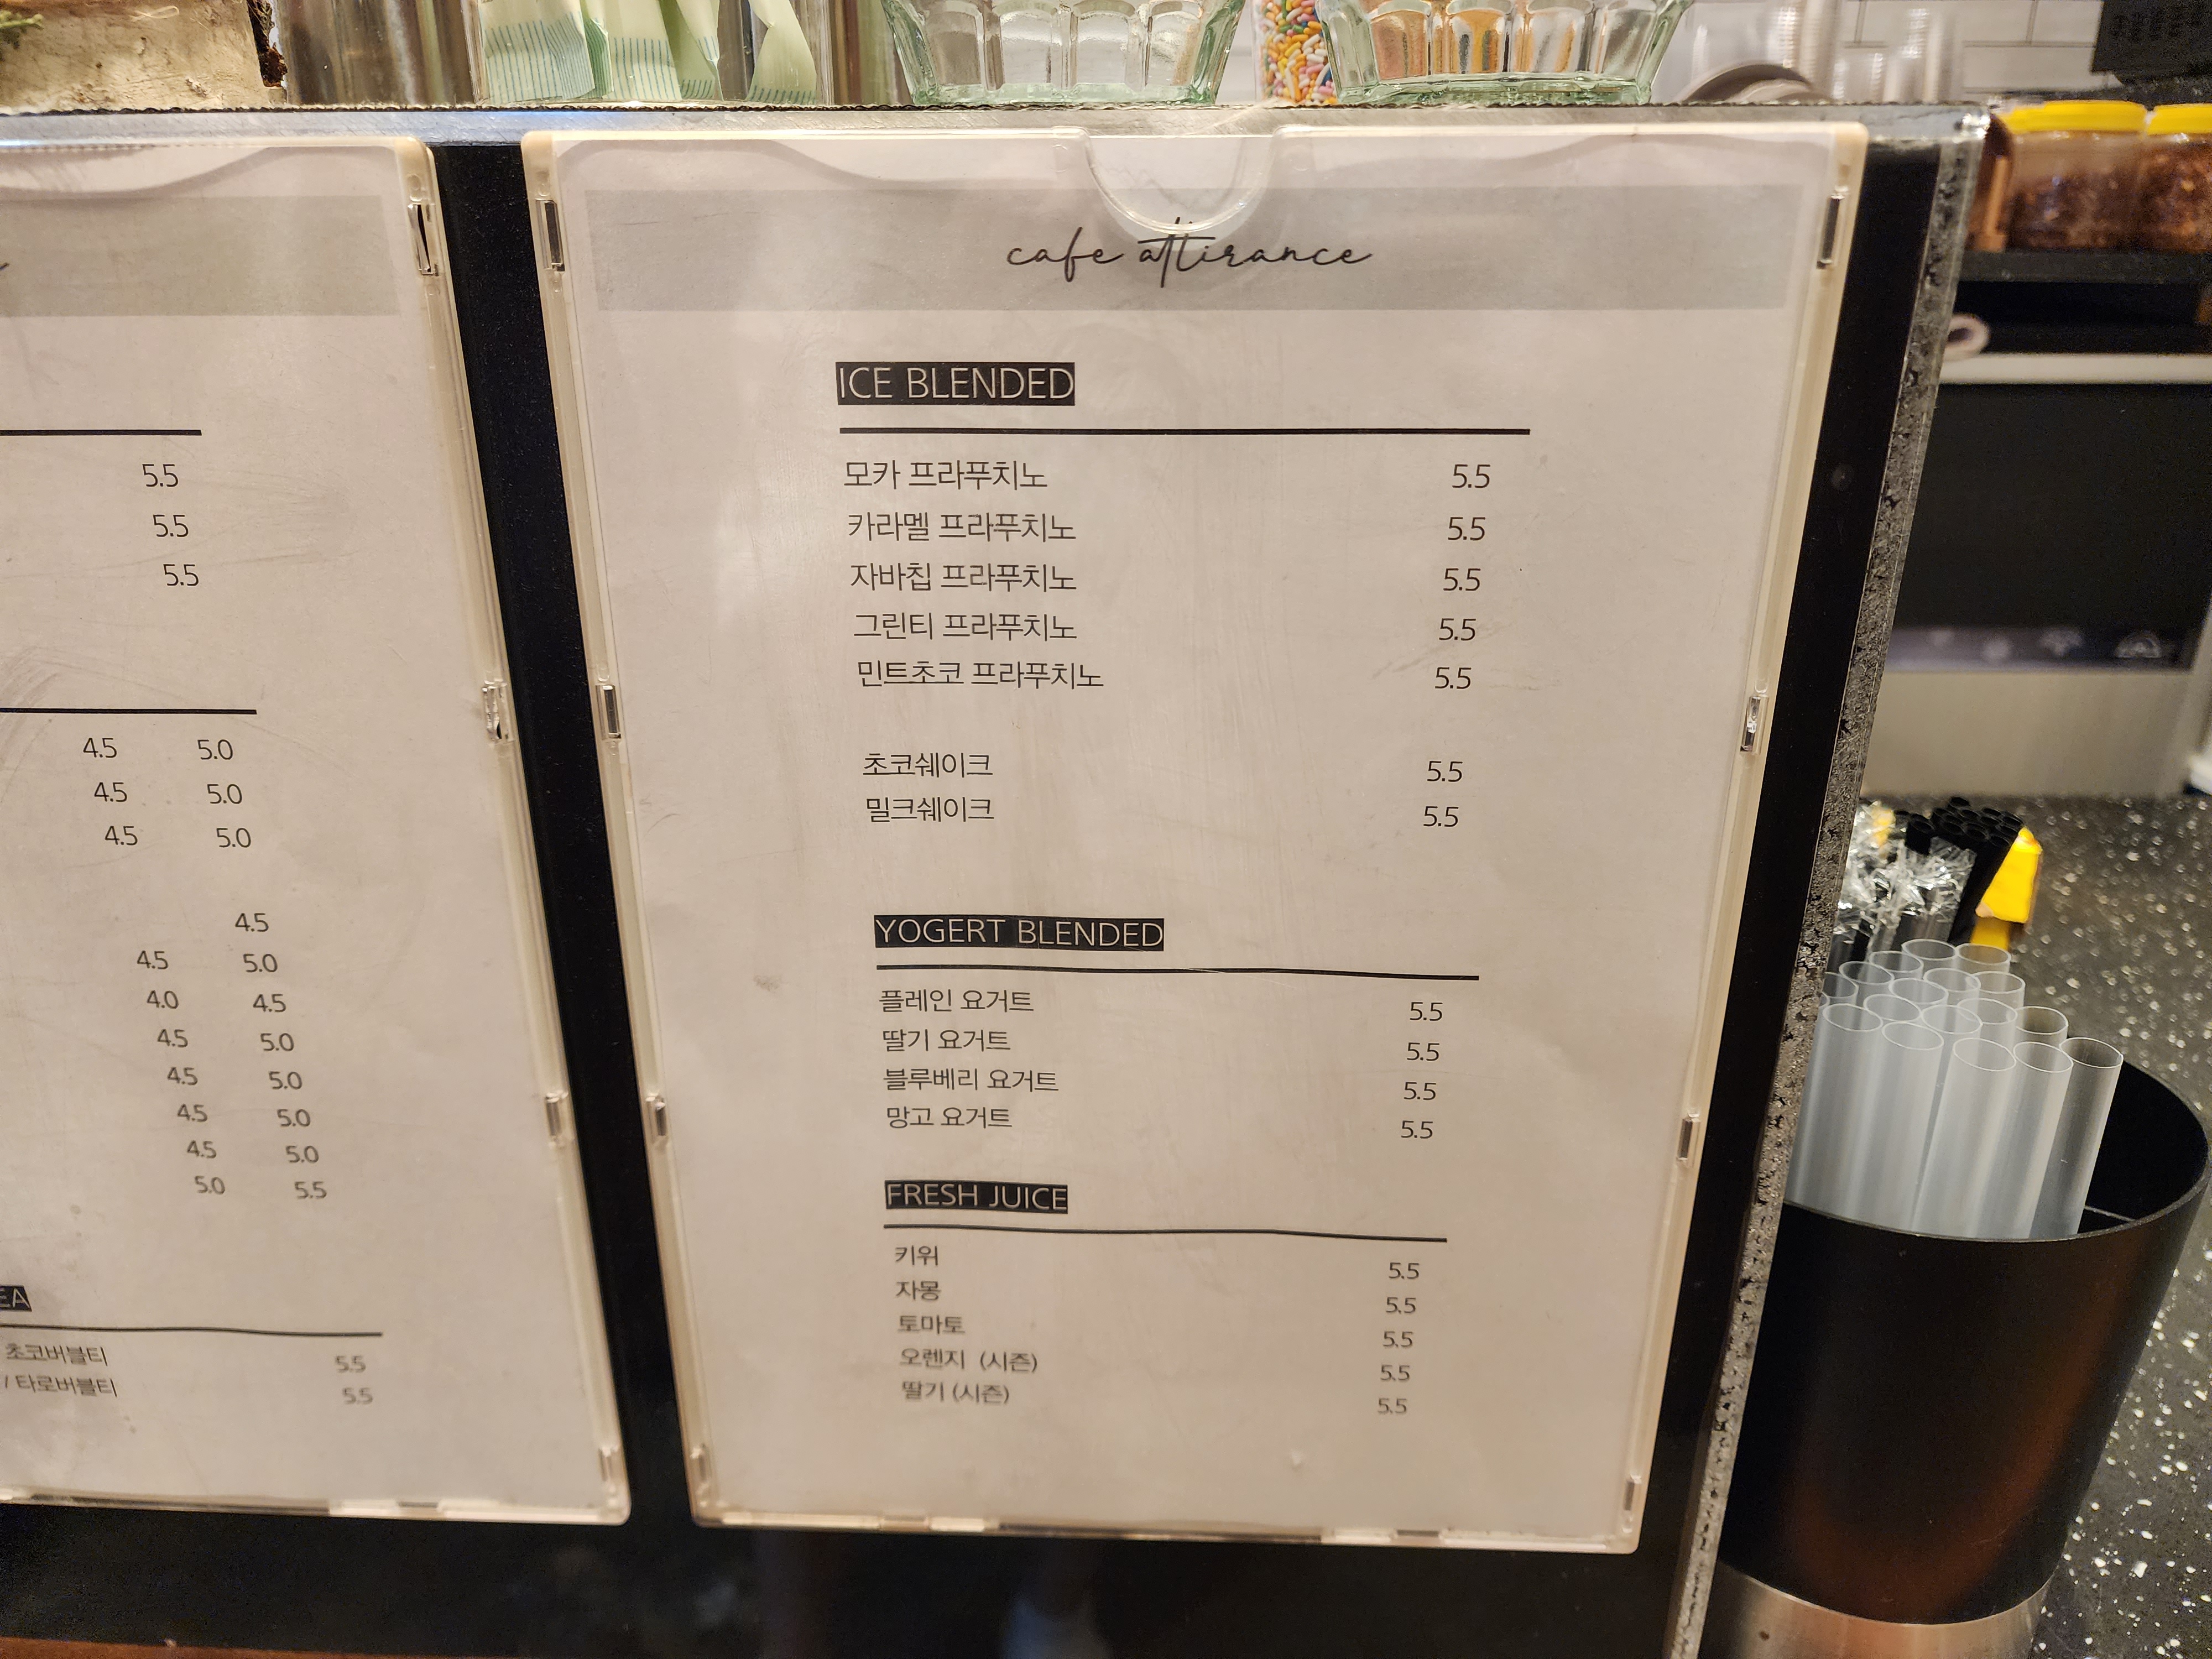 5.5
5.5
5.5
4.5 5.0
4.5 5.0
4.5 5.0
4.5
4.5 5.0
4.0 4.5
4.5 5.0
4.5 5.0
4.5 5.0
4.5 5.0
5.0 5.5
EA
초코버블티 5.5
/ 타로버블티 5.5
cafe attirance
ICE BLENDED
모카 프라푸치노 5.5
카라멜 프라푸치노 5.5
자바칩 프라푸치노 5.5
그린티 프라푸치노 5.5
민트초코 프라푸치노 5.5
초코쉐이크 5.5
밀크쉐이크 5.5
YOGERT BLENDED
플레인 요거트 5.5
딸기 요거트 5.5
블루베리 요거트 5.5
망고 요거트 5.5
FRESH JUICE
키위 5.5
자몽 5.5
토마토 5.5
오렌지 (시즌) 5.5
딸기 (시즌) 5.5